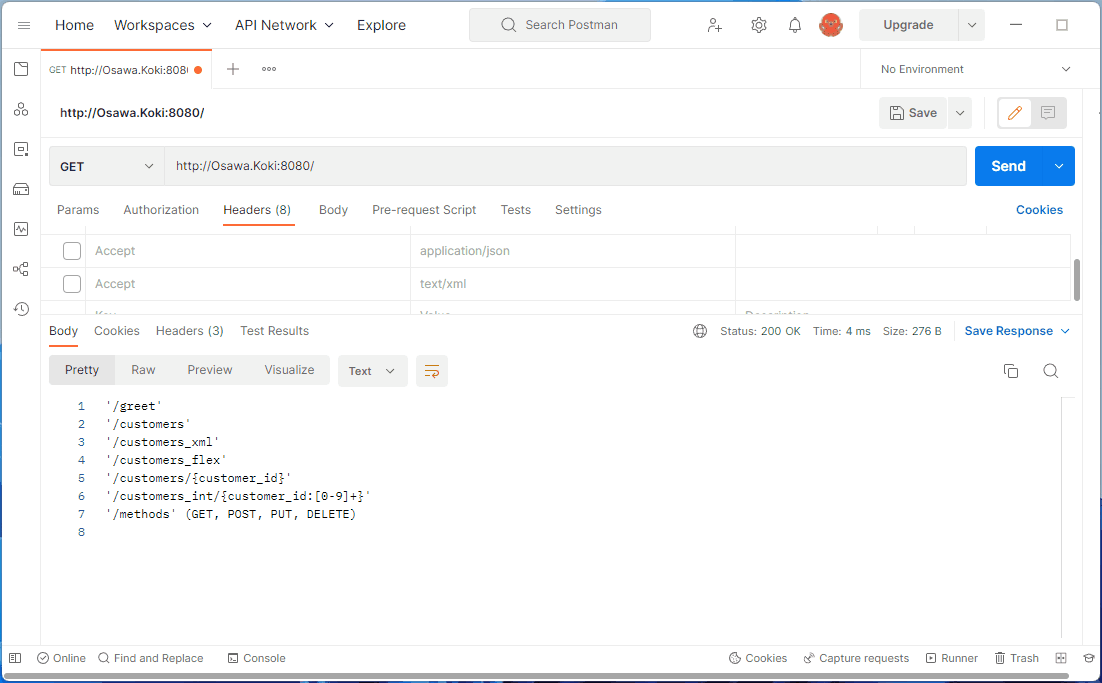 Home Workspaces API Network Explore Search Postman Upgrade
GET http://Osawa.Koki:808 No Environment
http://Osawa.Koki:8080/ Save
GET http://Osawa.Koki:8080/ Send
Params Authorization Headers (8) Body Pre-request Script Tests Settings Cookies
Accept application/json
Accept text/xml
Key Value Description
Body Cookies Headers (3) Test Results Status: 200 OK Time: 4 ms Size: 276 B Save Response
Pretty Raw Preview Visualize Text
1 '/greet'
2 '/customers'
3 '/customers_xml'
4 '/customers_flex'
5 '/customers/{customer_id}'
6 '/customers_int/{customer_id:[0-9]+}'
7 '/methods' (GET, POST, PUT, DELETE)
8
Online Find and Replace Console Cookies Capture requests Runner Trash